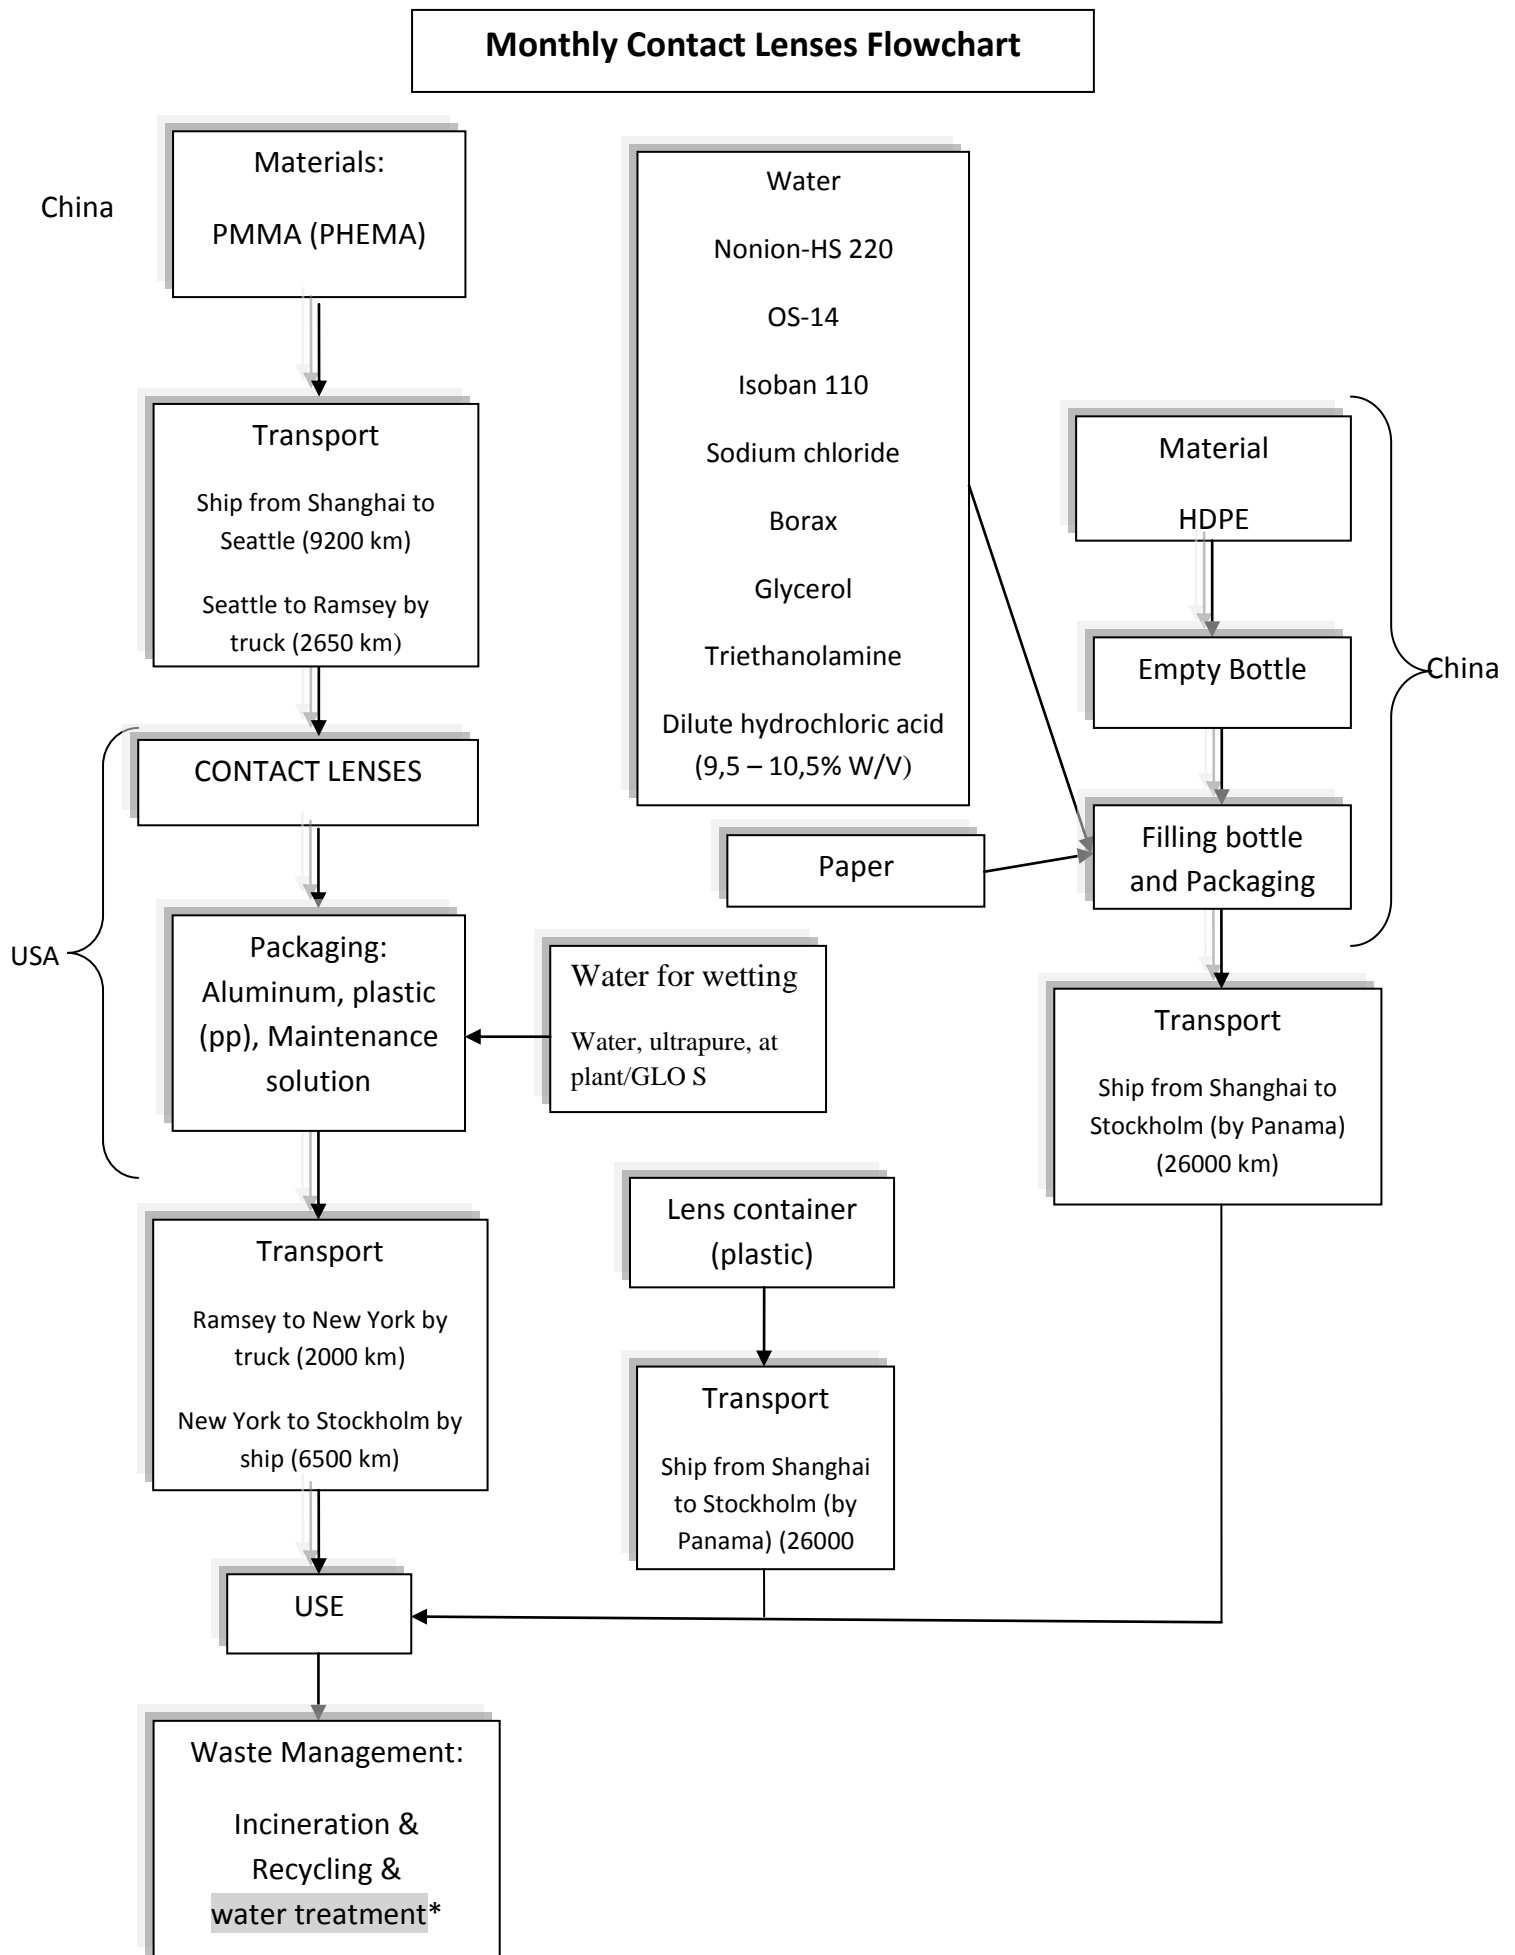 Monthly Contact Lenses Flowchart
China
Materials:
PMMA (PHEMA)
Transport
Ship from Shanghai to
Seattle (9200 km)
Seattle to Ramsey by
truck (2650 km)
USA
CONTACT LENSES
Packaging:
Aluminum, plastic
(pp), Maintenance
solution
Water for wetting
Water, ultrapure, at
plant/GLO S
Transport
Ramsey to New York by
truck (2000 km)
New York to Stockholm by
ship (6500 km)
Water
Nonion-HS 220
OS-14
Isoban 110
Sodium chloride
Borax
Glycerol
Triethanolamine
Dilute hydrochloric acid
(9,5 – 10,5% W/V)
Paper
Material
HDPE
Empty Bottle
China
Filling bottle
and Packaging
Transport
Ship from Shanghai to
Stockholm (by Panama)
(26000 km)
Lens container
(plastic)
Transport
Ship from Shanghai
to Stockholm (by
Panama) (26000
USE
Waste Management:
Incineration &
Recycling &
water treatment*